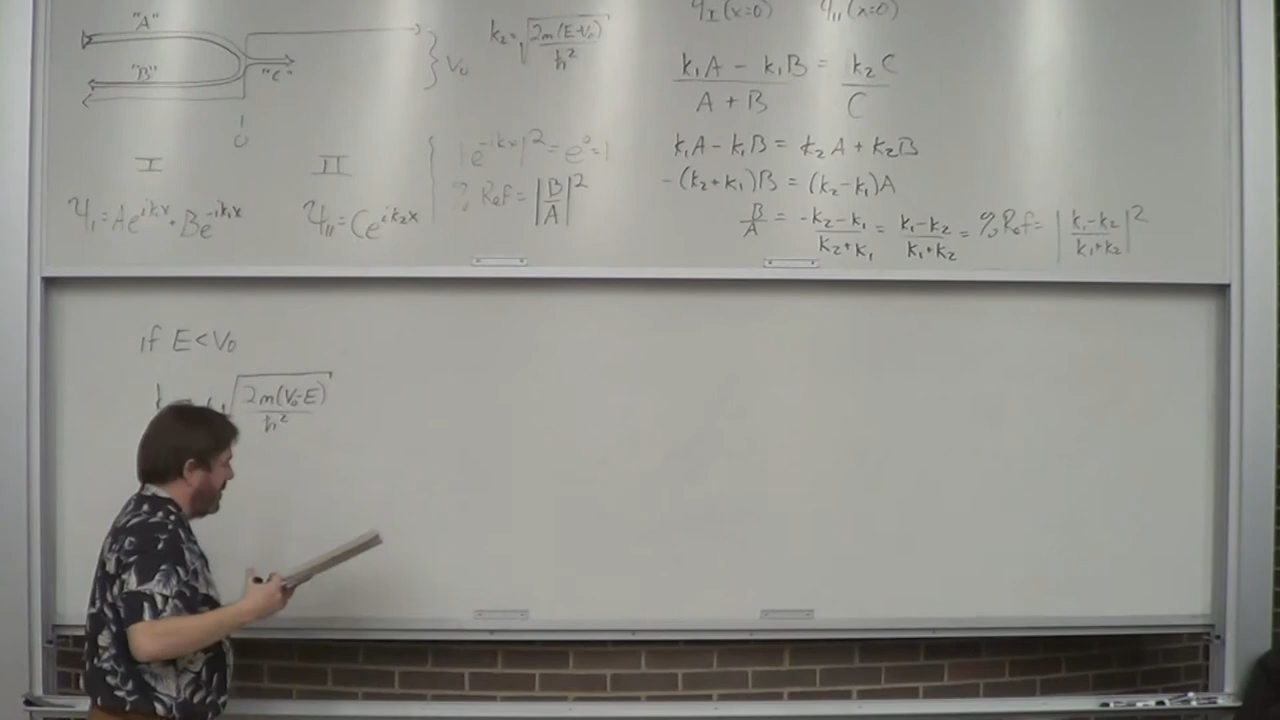 "A"
"B"
"C"
V₀
0
I
II
ψ_I = Ae^{ik₁x} + Be^{-ik₁x}
ψ_II = Ce^{ik₂x}
k₂ = √(2m(E-V₀)/ħ²)
|e^{-ikx}|² = e⁰ = 1
% Ref = |B/A|²
ψ_I(x=0) ψ_II(x=0)
(k₁A - k₁B)/(A + B) = k₂C/C
k₁A - k₁B = k₂A + k₂B
-(k₂+k₁)B = (k₂-k₁)A
B/A = -(k₂-k₁)/(k₂+k₁) = (k₁-k₂)/(k₁+k₂) = % Ref = |(k₁-k₂)/(k₁+k₂)|²
if E < V₀
√(2m(V₀-E)/ħ²)